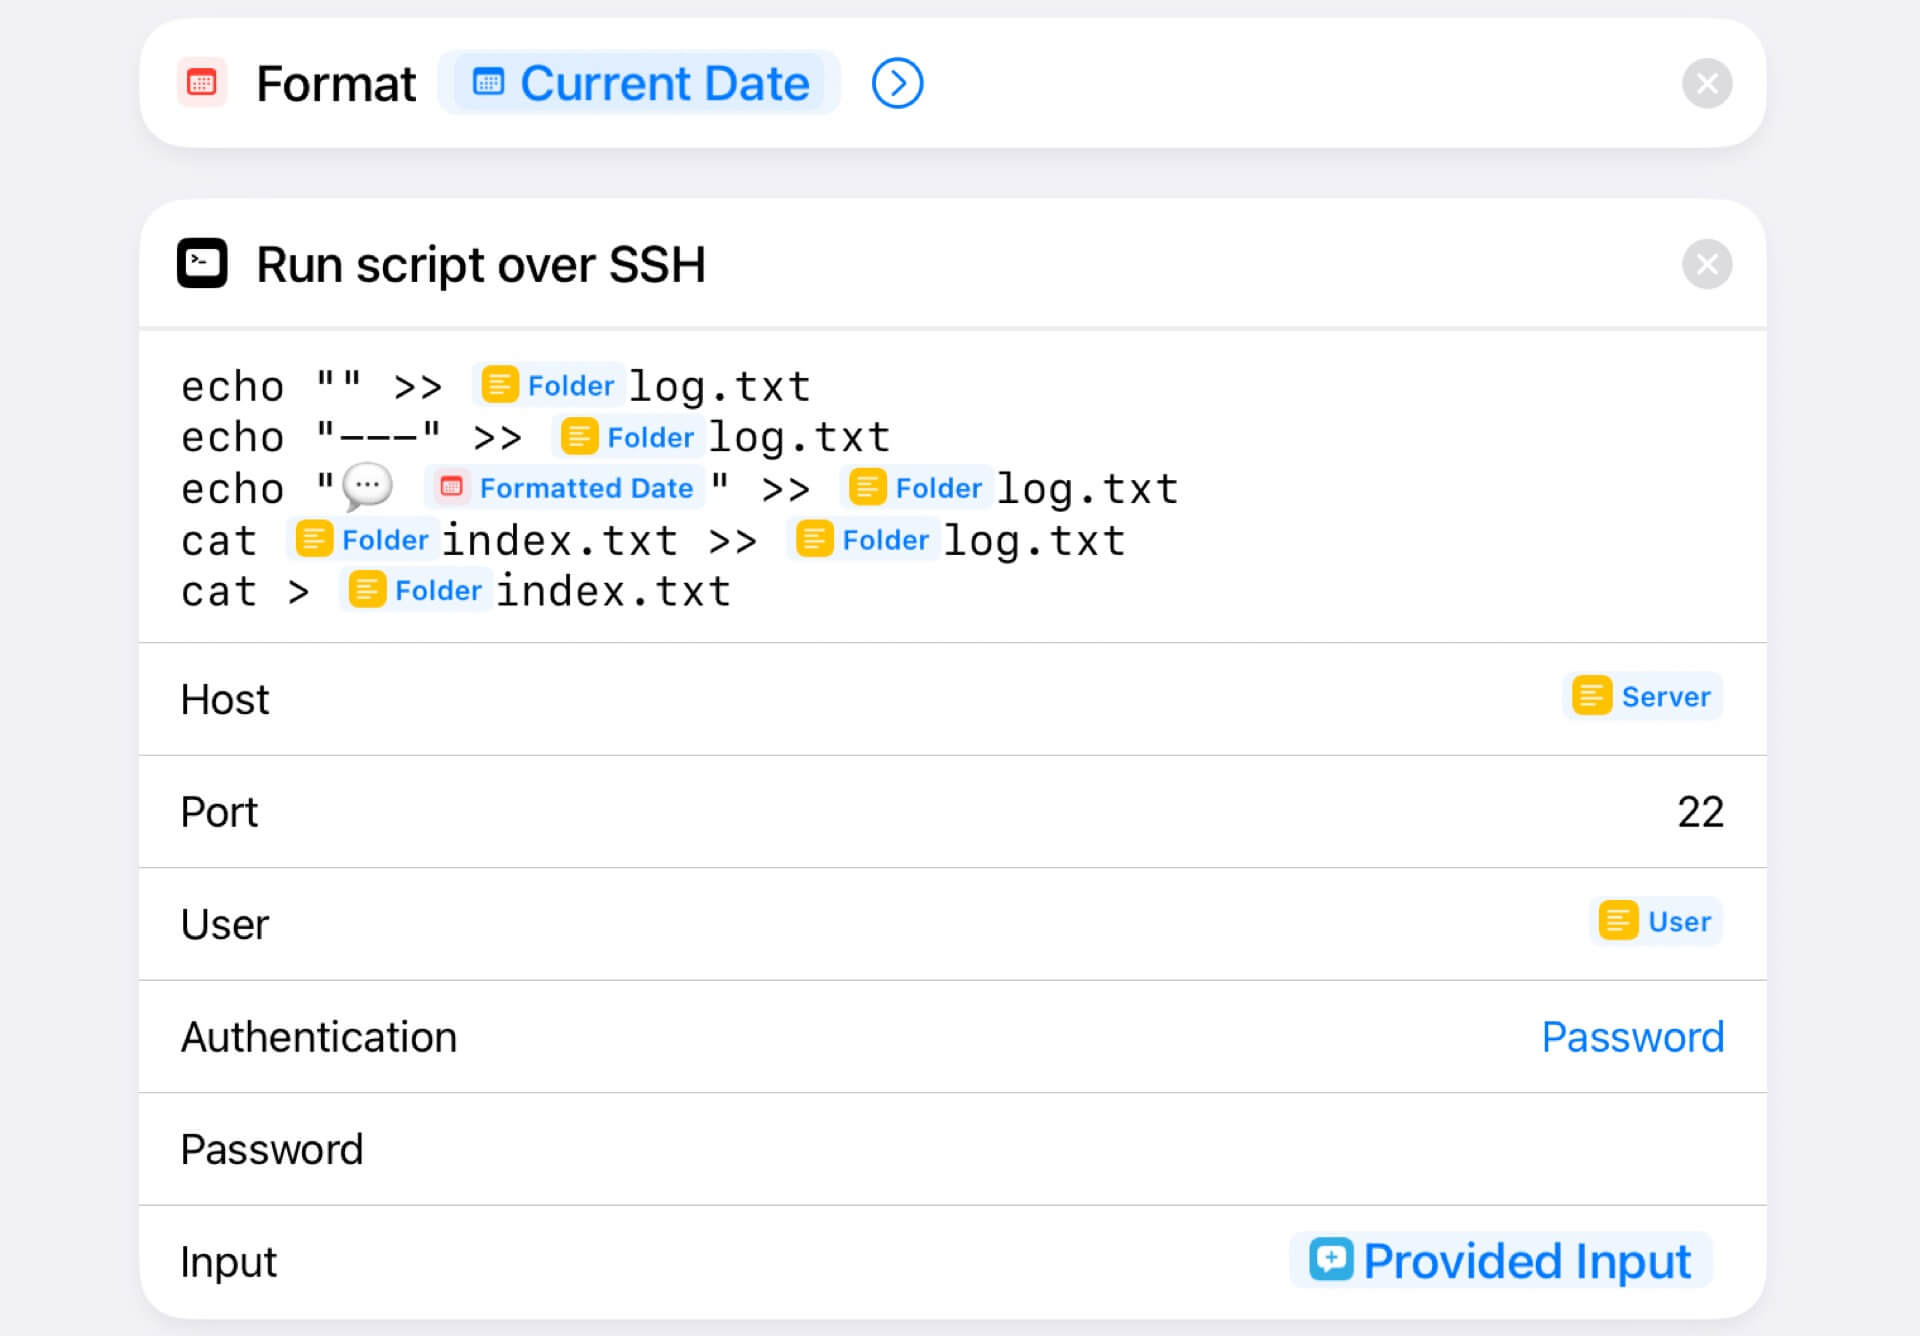 Format Current Date
Run script over SSH
echo "" >> Folder log.txt
echo "---" >> Folder log.txt
echo "💬 Formatted Date " >> Folder log.txt
cat Folder index.txt >> Folder log.txt
cat > Folder index.txt
Host Server
Port 22
User User
Authentication Password
Password
Input Provided Input